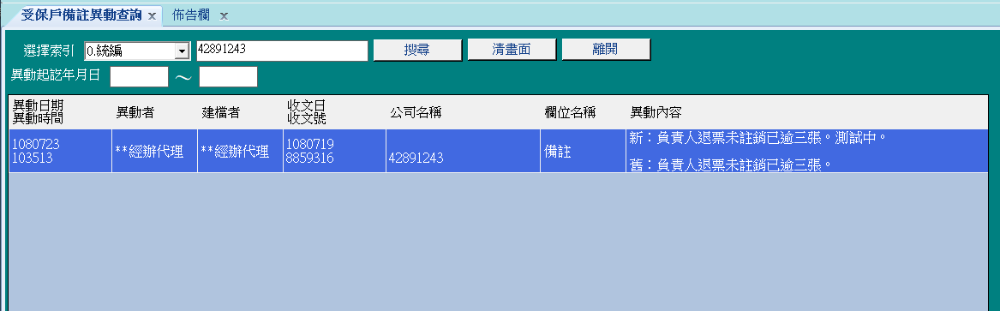 受保戶備註異動查詢 x 佈告欄 x
選擇索引 0.統編 42891243 搜尋 清畫面 離開
異動起訖年月日 ～
異動日期 異動時間 異動者 建檔者 收文日 收文號 公司名稱 欄位名稱 異動內容
1080723 103513 **經辦代理 **經辦代理 1080719 8859316 42891243 備註 新：負責人退票未註銷已逾三張。測試中。
舊：負責人退票未註銷已逾三張。